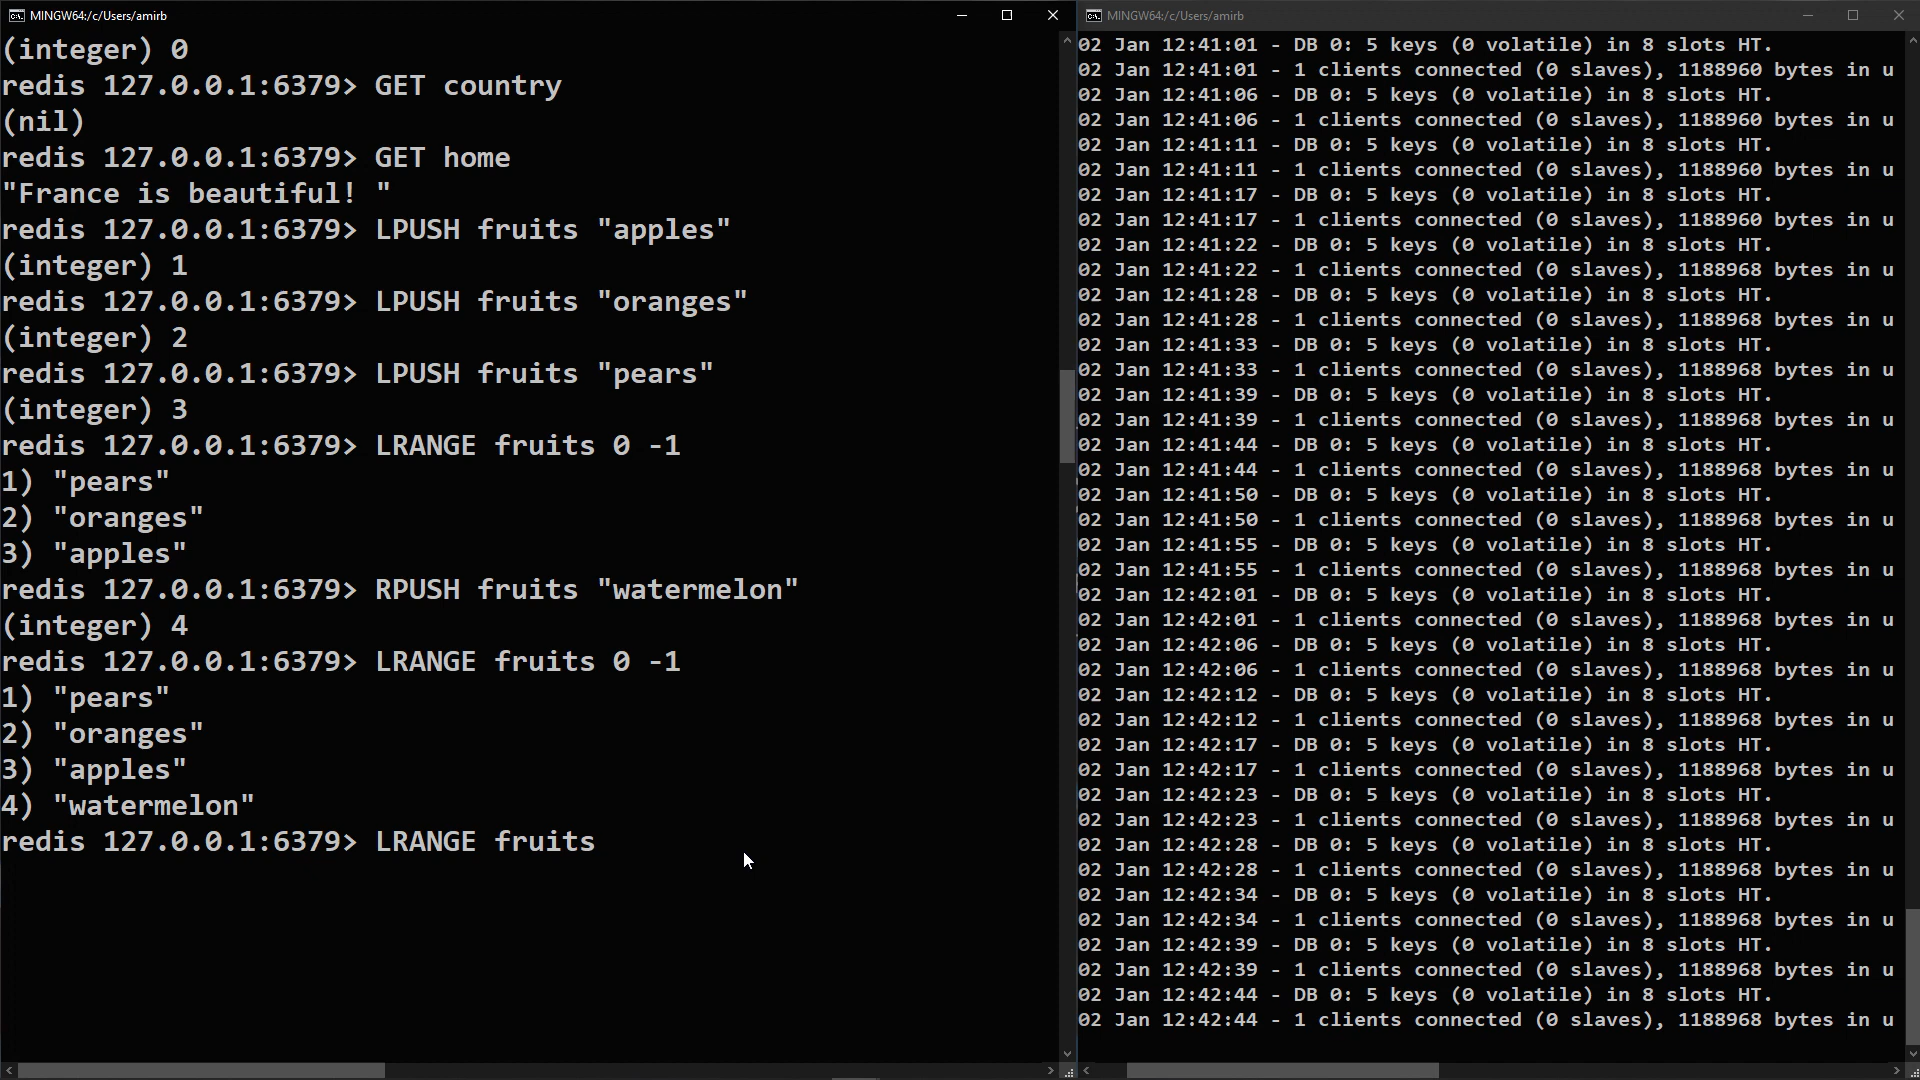 MINGW64:/c/Users/amirb
(integer) 0
redis 127.0.0.1:6379> GET country
(nil)
redis 127.0.0.1:6379> GET home
"France is beautiful! "
redis 127.0.0.1:6379> LPUSH fruits "apples"
(integer) 1
redis 127.0.0.1:6379> LPUSH fruits "oranges"
(integer) 2
redis 127.0.0.1:6379> LPUSH fruits "pears"
(integer) 3
redis 127.0.0.1:6379> LRANGE fruits 0 -1
1) "pears"
2) "oranges"
3) "apples"
redis 127.0.0.1:6379> RPUSH fruits "watermelon"
(integer) 4
redis 127.0.0.1:6379> LRANGE fruits 0 -1
1) "pears"
2) "oranges"
3) "apples"
4) "watermelon"
redis 127.0.0.1:6379> LRANGE fruits
MINGW64:/c/Users/amirb
02 Jan 12:41:01 - DB 0: 5 keys (0 volatile) in 8 slots HT.
02 Jan 12:41:01 - 1 clients connected (0 slaves), 1188960 bytes in u
02 Jan 12:41:06 - DB 0: 5 keys (0 volatile) in 8 slots HT.
02 Jan 12:41:06 - 1 clients connected (0 slaves), 1188960 bytes in u
02 Jan 12:41:11 - DB 0: 5 keys (0 volatile) in 8 slots HT.
02 Jan 12:41:11 - 1 clients connected (0 slaves), 1188960 bytes in u
02 Jan 12:41:17 - DB 0: 5 keys (0 volatile) in 8 slots HT.
02 Jan 12:41:17 - 1 clients connected (0 slaves), 1188960 bytes in u
02 Jan 12:41:22 - DB 0: 5 keys (0 volatile) in 8 slots HT.
02 Jan 12:41:22 - 1 clients connected (0 slaves), 1188968 bytes in u
02 Jan 12:41:28 - DB 0: 5 keys (0 volatile) in 8 slots HT.
02 Jan 12:41:28 - 1 clients connected (0 slaves), 1188968 bytes in u
02 Jan 12:41:33 - DB 0: 5 keys (0 volatile) in 8 slots HT.
02 Jan 12:41:33 - 1 clients connected (0 slaves), 1188968 bytes in u
02 Jan 12:41:39 - DB 0: 5 keys (0 volatile) in 8 slots HT.
02 Jan 12:41:39 - 1 clients connected (0 slaves), 1188968 bytes in u
02 Jan 12:41:44 - DB 0: 5 keys (0 volatile) in 8 slots HT.
02 Jan 12:41:44 - 1 clients connected (0 slaves), 1188968 bytes in u
02 Jan 12:41:50 - DB 0: 5 keys (0 volatile) in 8 slots HT.
02 Jan 12:41:50 - 1 clients connected (0 slaves), 1188968 bytes in u
02 Jan 12:41:55 - DB 0: 5 keys (0 volatile) in 8 slots HT.
02 Jan 12:41:55 - 1 clients connected (0 slaves), 1188968 bytes in u
02 Jan 12:42:01 - DB 0: 5 keys (0 volatile) in 8 slots HT.
02 Jan 12:42:01 - 1 clients connected (0 slaves), 1188968 bytes in u
02 Jan 12:42:06 - DB 0: 5 keys (0 volatile) in 8 slots HT.
02 Jan 12:42:06 - 1 clients connected (0 slaves), 1188968 bytes in u
02 Jan 12:42:12 - DB 0: 5 keys (0 volatile) in 8 slots HT.
02 Jan 12:42:12 - 1 clients connected (0 slaves), 1188968 bytes in u
02 Jan 12:42:17 - DB 0: 5 keys (0 volatile) in 8 slots HT.
02 Jan 12:42:17 - 1 clients connected (0 slaves), 1188968 bytes in u
02 Jan 12:42:23 - DB 0: 5 keys (0 volatile) in 8 slots HT.
02 Jan 12:42:23 - 1 clients connected (0 slaves), 1188968 bytes in u
02 Jan 12:42:28 - DB 0: 5 keys (0 volatile) in 8 slots HT.
02 Jan 12:42:28 - 1 clients connected (0 slaves), 1188968 bytes in u
02 Jan 12:42:34 - DB 0: 5 keys (0 volatile) in 8 slots HT.
02 Jan 12:42:34 - 1 clients connected (0 slaves), 1188968 bytes in u
02 Jan 12:42:39 - DB 0: 5 keys (0 volatile) in 8 slots HT.
02 Jan 12:42:39 - 1 clients connected (0 slaves), 1188968 bytes in u
02 Jan 12:42:44 - DB 0: 5 keys (0 volatile) in 8 slots HT.
02 Jan 12:42:44 - 1 clients connected (0 slaves), 1188968 bytes in u